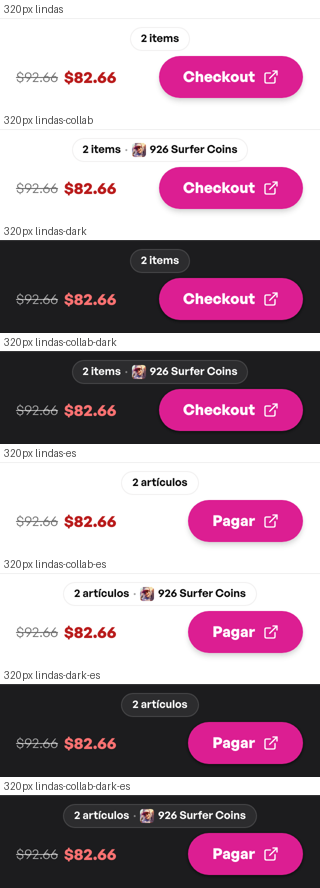 320px lindas
2 items
$92.66 $82.66 Checkout
320px lindas-collab
2 items · 926 Surfer Coins
$92.66 $82.66 Checkout
320px lindas-dark
2 items
$92.66 $82.66 Checkout
320px lindas-collab-dark
2 items · 926 Surfer Coins
$92.66 $82.66 Checkout
320px lindas-es
2 artículos
$92.66 $82.66 Pagar
320px lindas-collab-es
2 artículos · 926 Surfer Coins
$92.66 $82.66 Pagar
320px lindas-dark-es
2 artículos
$92.66 $82.66 Pagar
320px lindas-collab-dark-es
2 artículos · 926 Surfer Coins
$92.66 $82.66 Pagar